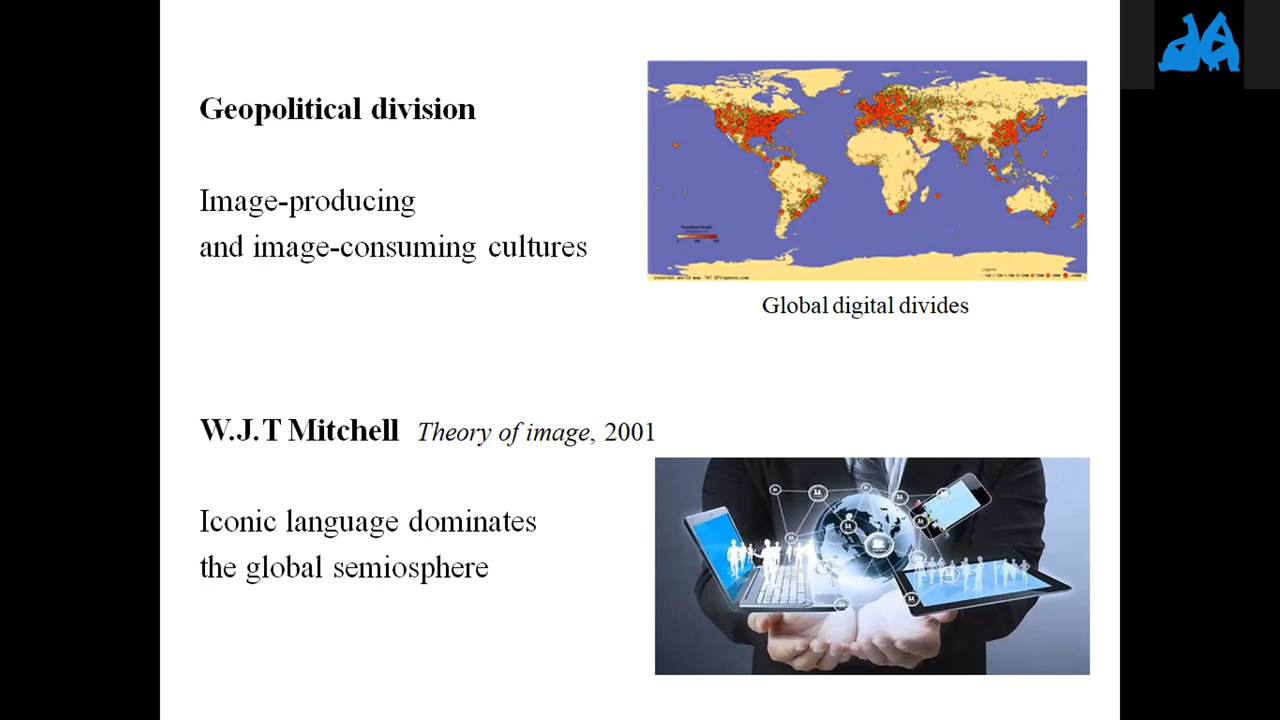 Geopolitical division
Image-producing
and image-consuming cultures
Global digital divides
W.J.T Mitchell Theory of image, 2001
Iconic language dominates
the global semiosphere